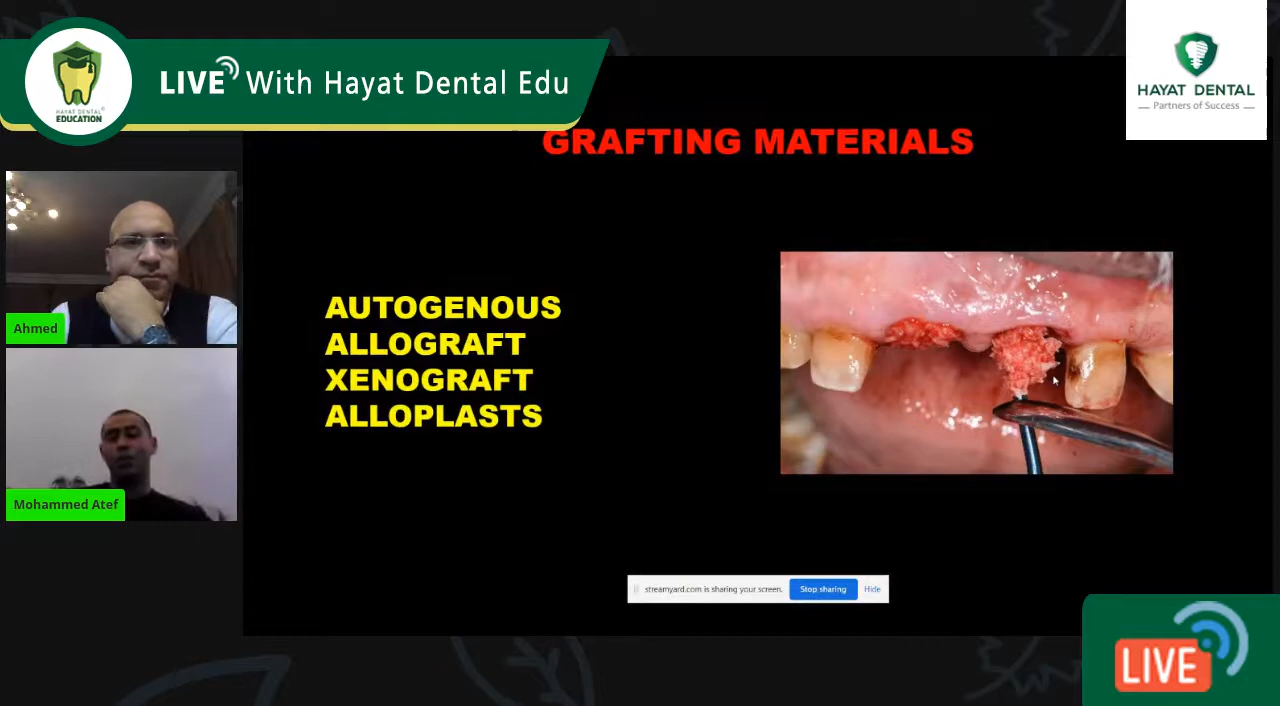 LIVE With Hayat Dental Edu
HAYAT DENTAL
EDUCATION
HAYAT DENTAL
Partners of Success
GRAFTING MATERIALS
AUTOGENOUS
ALLOGRAFT
XENOGRAFT
ALLOPLASTS
Ahmed
Mohammed Atef
streamyard.com is sharing your screen. Stop sharing Hide
LIVE